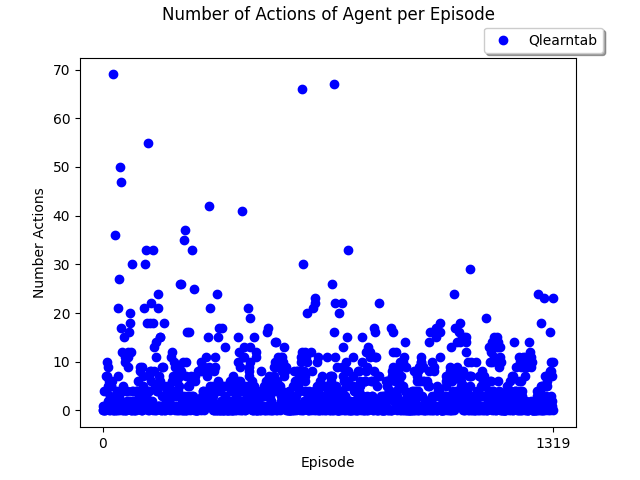 Number of Actions of Agent per Episode
Qlearntab
70
60
50
40
30
20
10
0
Number Actions
0 1319
Episode